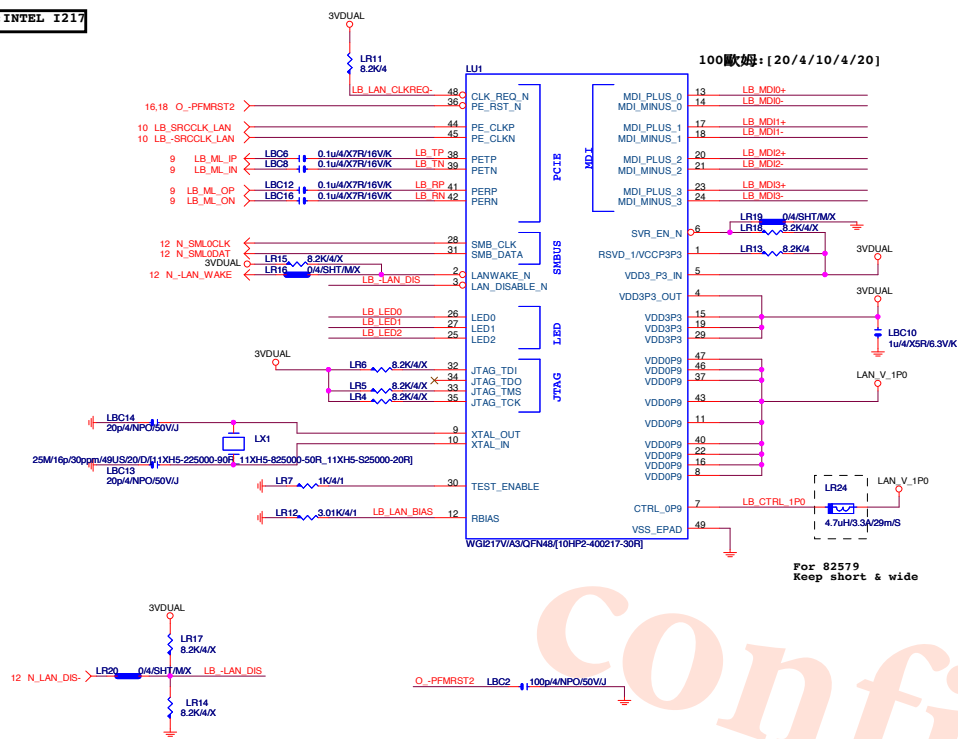 INTEL I217
3VDUAL
LR11
8.2K/4
LU1
100歐姆:[20/4/10/4/20]
LB_LAN_CLKREQ-
48
CLK_REQ_N
16,18 O_-PFMRST2
36
PE_RST_N
10 LB_SRCCLK_LAN
44
PE_CLKP
10 LB_-SRCCLK_LAN
45
PE_CLKN
9 LB_ML_IP
LBC6
0.1u/4/X7R/16V/K
LB_TP
38
PETP
9 LB_ML_IN
LBC8
0.1u/4/X7R/16V/K
LB_TN
39
PETN
9 LB_ML_OP
LBC12
0.1u/4/X7R/16V/K
LB_RP
41
PERP
9 LB_ML_ON
LBC16
0.1u/4/X7R/16V/K
LB_RN
42
PERN
PCIE
MDI
MDI_PLUS_0
13
LB_MDI0+
MDI_MINUS_0
14
LB_MDI0-
MDI_PLUS_1
17
LB_MDI1+
MDI_MINUS_1
18
LB_MDI1-
MDI_PLUS_2
20
LB_MDI2+
MDI_MINUS_2
21
LB_MDI2-
MDI_PLUS_3
23
LB_MDI3+
MDI_MINUS_3
24
LB_MDI3-
12 N_SML0CLK
28
SMB_CLK
12 N_SML0DAT
31
SMB_DATA
SMBUS
3VDUAL
LR15
8.2K/4/X
12 N_-LAN_WAKE
LR16
0/4/SHT/M/X
2
LANWAKE_N
LB_-LAN_DIS
3
LAN_DISABLE_N
SVR_EN_N
6
LR19
0/4/SHT/M/X
LR18
8.2K/4/X
RSVD_1/VCCP3P3
1
LR13
8.2K/4
3VDUAL
VDD3_P3_IN
5
VDD3P3_OUT
4
3VDUAL
VDD3P3
15
VDD3P3
19
VDD3P3
29
LBC10
1u/4/X5R/6.3V/K
LB_LED0
26
LED0
LB_LED1
27
LED1
LB_LED2
25
LED2
LED
3VDUAL
LR6
8.2K/4/X
32
JTAG_TDI
34
JTAG_TDO
LR5
8.2K/4/X
33
JTAG_TMS
LR4
8.2K/4/X
35
JTAG_TCK
JTAG
VDD0P9
47
VDD0P9
46
VDD0P9
37
LAN_V_1P0
VDD0P9
43
VDD0P9
11
VDD0P9
40
VDD0P9
22
VDD0P9
16
VDD0P9
8
LBC14
20p/4/NPO/50V/J
LX1
9
XTAL_OUT
10
XTAL_IN
25M/16p/30ppm/49US/20/D/[11XH5-225000-90R_11XH5-825000-50R_11XH5-S25000-20R]
LBC13
20p/4/NPO/50V/J
LR7
1K/4/1
30
TEST_ENABLE
LR12
3.01K/4/1
LB_LAN_BIAS
12
RBIAS
CTRL_0P9
7
LB_CTRL_1P0
LR24
LAN_V_1P0
4.7uH/3.3A/29m/S
VSS_EPAD
49
WGI217V/A3/QFN48/[10HP2-400217-30R]
For 82579
Keep short & wide
3VDUAL
LR17
8.2K/4/X
12 N_LAN_DIS-
LR20
0/4/SHT/M/X
LB_-LAN_DIS
LR14
8.2K/4/X
O_-PFMRST2
LBC2
100p/4/NPO/50V/J
confi